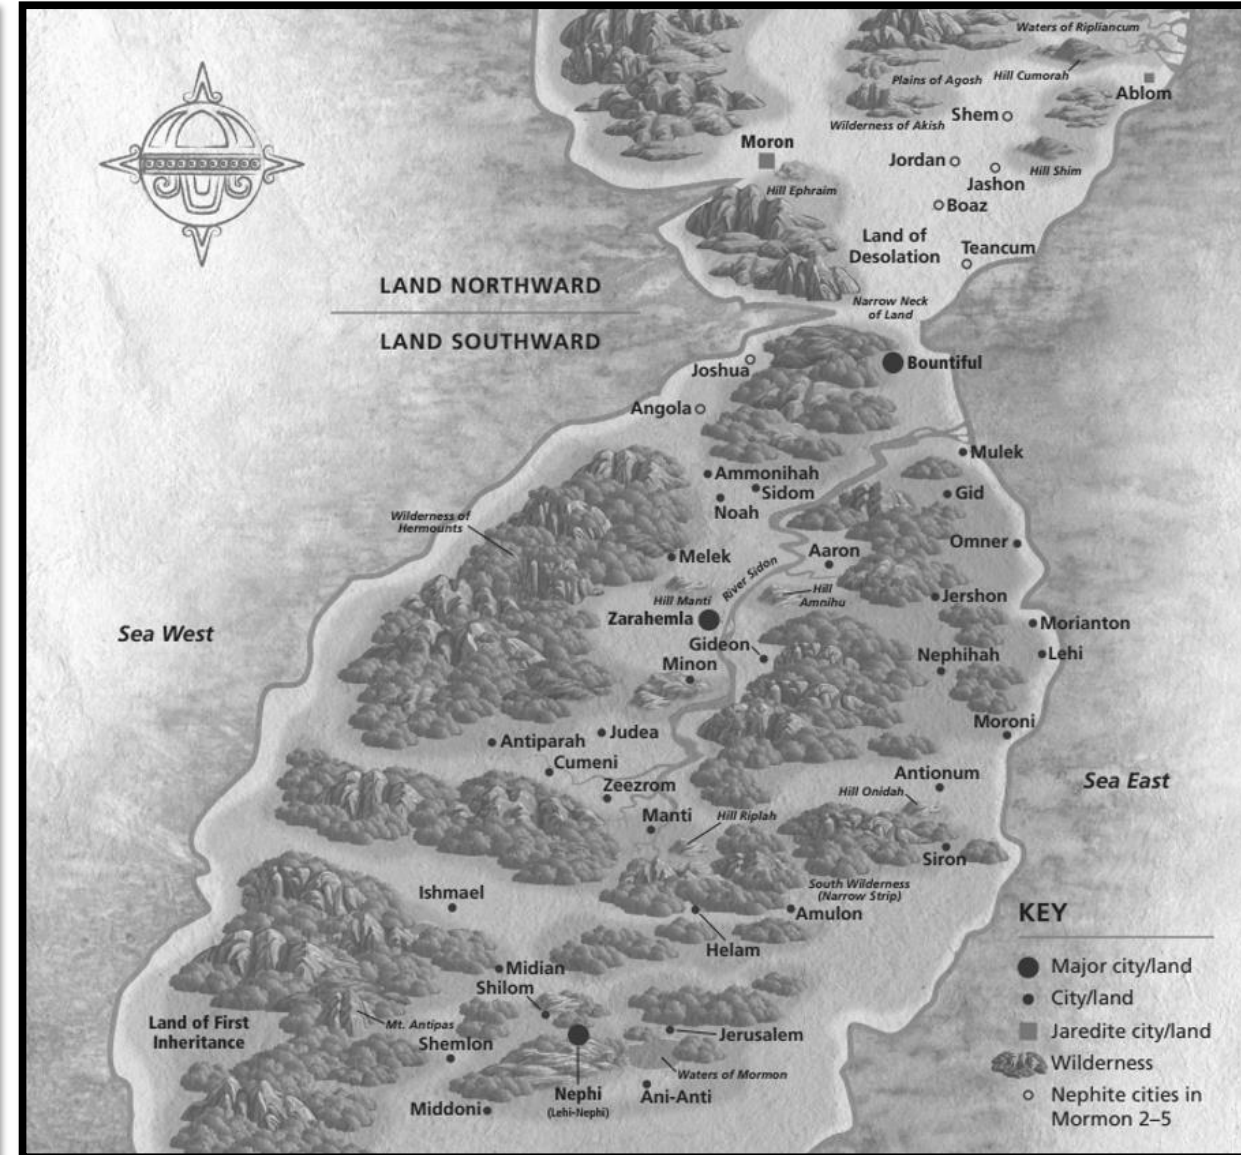 Waters of Ripliancum
Plains of Agosh
Hill Cumorah
Ablom
Shem
Wilderness of Akish
Moron
Jordan
Hill Shim
Jashon
Hill Ephraim
Boaz
Land of
Desolation
Teancum
LAND NORTHWARD
Narrow Neck
of Land
LAND SOUTHWARD
Joshua
Bountiful
Angola
Mulek
Ammonihah
Sidom
Gid
Noah
Wilderness of
Hermounts
Omner
Aaron
Melek
River Sidon
Hill
Amnihu
Jershon
Hill Manti
Zarahemla
Morianton
Sea West
Gideon
Lehi
Nephihah
Minon
Moroni
Judea
Antiparah
Cumeni
Antionum
Sea East
Zeezrom
Hill Onidah
Manti
Hill Riplah
Siron
South Wilderness
(Narrow Strip)
Ishmael
Amulon
KEY
Helam
Major city/land
Midian
Shilom
City/land
Land of First
Inheritance
Mt. Antipas
Jerusalem
Jaredite city/land
Shemlon
Wilderness
Waters of Mormon
Nephi
(Lehi-Nephi)
Ani-Anti
Nephite cities in
Mormon 2–5
Middoni